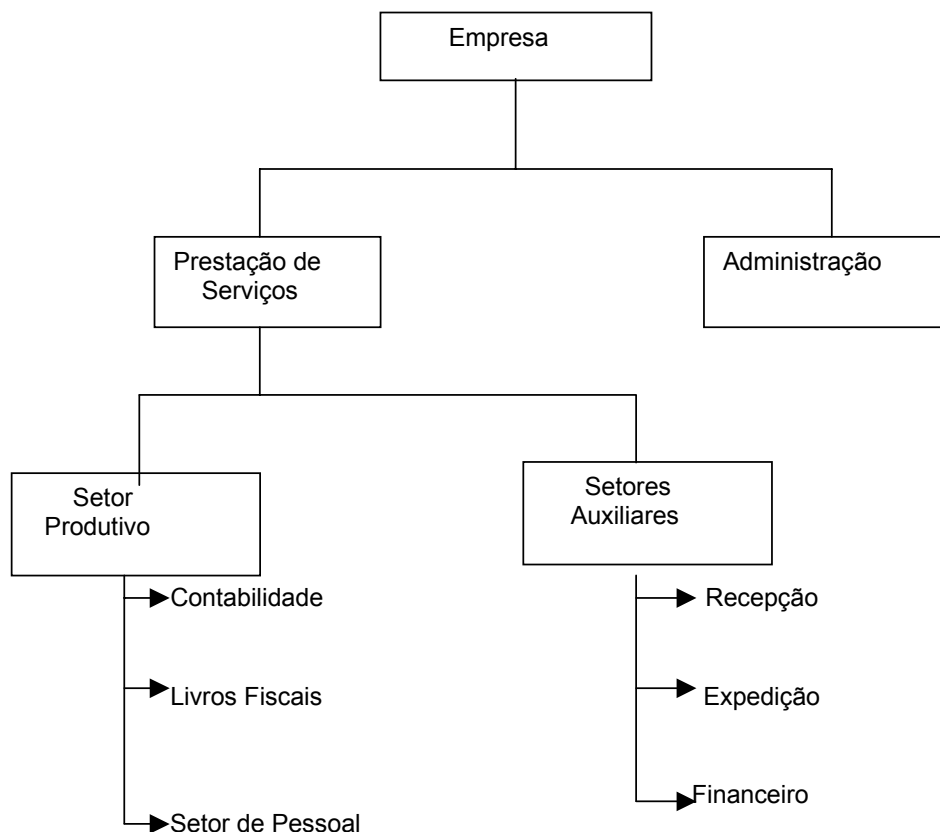 Empresa
Prestação de
Serviços
Administração
Setor
Produtivo
Setores
Auxiliares
Contabilidade
Livros Fiscais
Setor de Pessoal
Recepção
Expedição
Financeiro